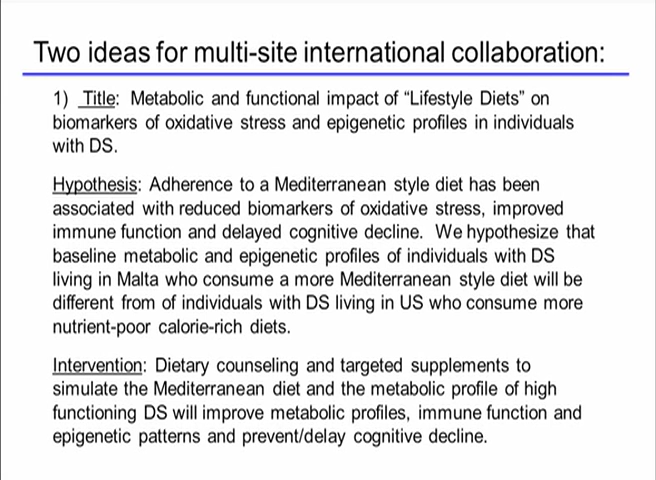 Two ideas for multi-site international collaboration:
1) Title: Metabolic and functional impact of “Lifestyle Diets” on
biomarkers of oxidative stress and epigenetic profiles in individuals
with DS.
Hypothesis: Adherence to a Mediterranean style diet has been
associated with reduced biomarkers of oxidative stress, improved
immune function and delayed cognitive decline. We hypothesize that
baseline metabolic and epigenetic profiles of individuals with DS
living in Malta who consume a more Mediterranean style diet will be
different from of individuals with DS living in US who consume more
nutrient-poor calorie-rich diets.
Intervention: Dietary counseling and targeted supplements to
simulate the Mediterranean diet and the metabolic profile of high
functioning DS will improve metabolic profiles, immune function and
epigenetic patterns and prevent/delay cognitive decline.